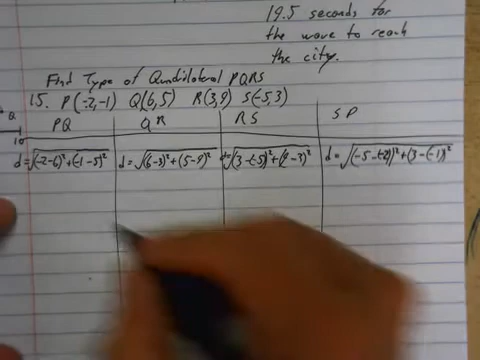 19.5 seconds for
the wave to reach
the city.
Find Type of Quadrilateral PQRS
15. P(-2,-1) Q(6,5) R(3,9) S(-5,3)
Q
10
PQ QR RS SP
d=√(-2-6)²+(-1-5)² d=√(6-3)²+(5-9)² d=√(3-(-5))²+(9-3)² d=√(-5-(-2))²+(3-(-1))²